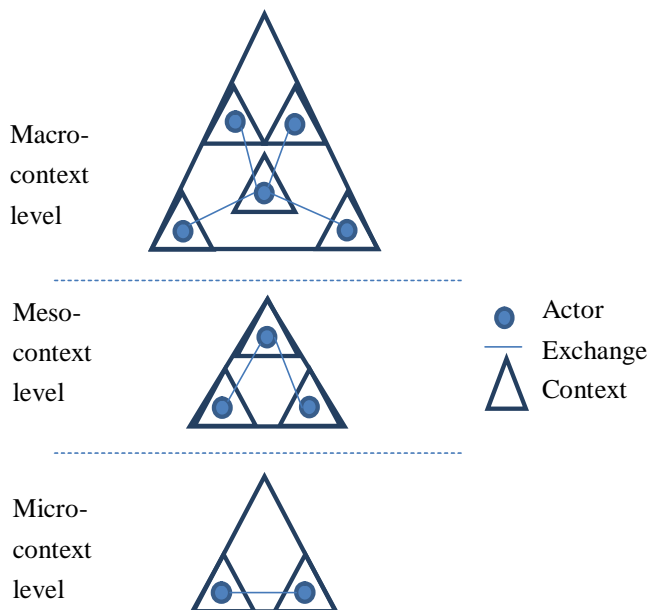 Macro-
context
level
Meso-
context
level
Actor
Exchange
Context
Micro-
context
level